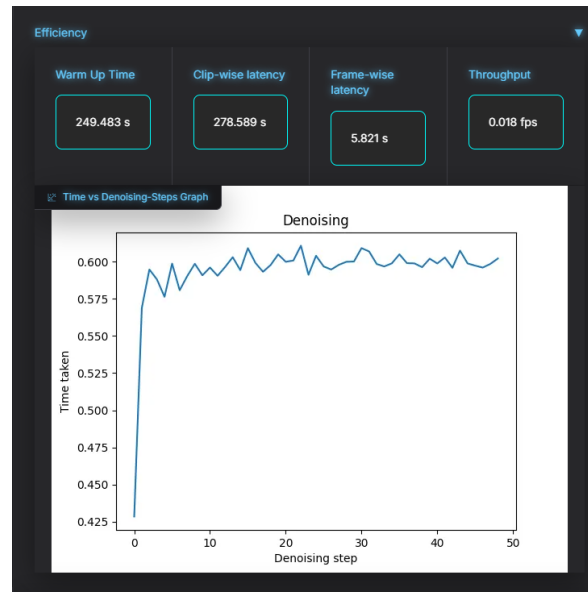 Efficiency
▼
Warm Up Time
Clip-wise latency
Frame-wise
latency
Throughput
249.483 s
278.589 s
5.821 s
0.018 fps
Time vs Denoising-Steps Graph
Denoising
0.600
0.575
0.550
0.525
0.500
0.475
0.450
0.425
Time taken
0
10
20
30
40
50
Denoising step